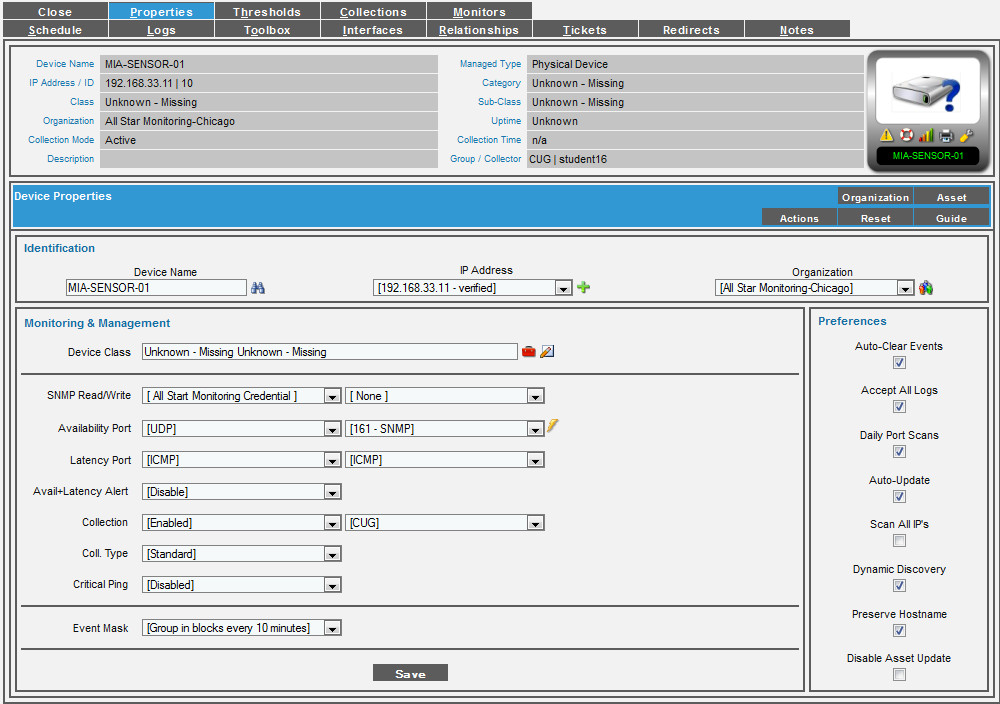 Close Properties Thresholds Collections Monitors
Schedule Logs Toolbox Interfaces Relationships Tickets Redirects Notes
Device Name MIA-SENSOR-01 Managed Type Physical Device
IP Address / ID 192.168.33.11 | 10 Category Unknown - Missing
Class Unknown - Missing Sub-Class Unknown - Missing
Organization All Star Monitoring-Chicago Uptime Unknown
Collection Mode Active Collection Time n/a
Description Group / Collector CUG | student16
MIA-SENSOR-01
Device Properties Organization Asset
Actions Reset Guide
Identification
Device Name IP Address Organization
MIA-SENSOR-01 [192.168.33.11 - verified] [All Star Monitoring-Chicago]
Monitoring & Management
Device Class Unknown - Missing Unknown - Missing
SNMP Read/Write [ All Start Monitoring Credential ] [ None ]
Availability Port [UDP] [161 - SNMP]
Latency Port [ICMP] [ICMP]
Avail+Latency Alert [Disable]
Collection [Enabled] [CUG]
Coll. Type [Standard]
Critical Ping [Disabled]
Event Mask [Group in blocks every 10 minutes]
Save
Preferences
Auto-Clear Events
Accept All Logs
Daily Port Scans
Auto-Update
Scan All IP's
Dynamic Discovery
Preserve Hostname
Disable Asset Update